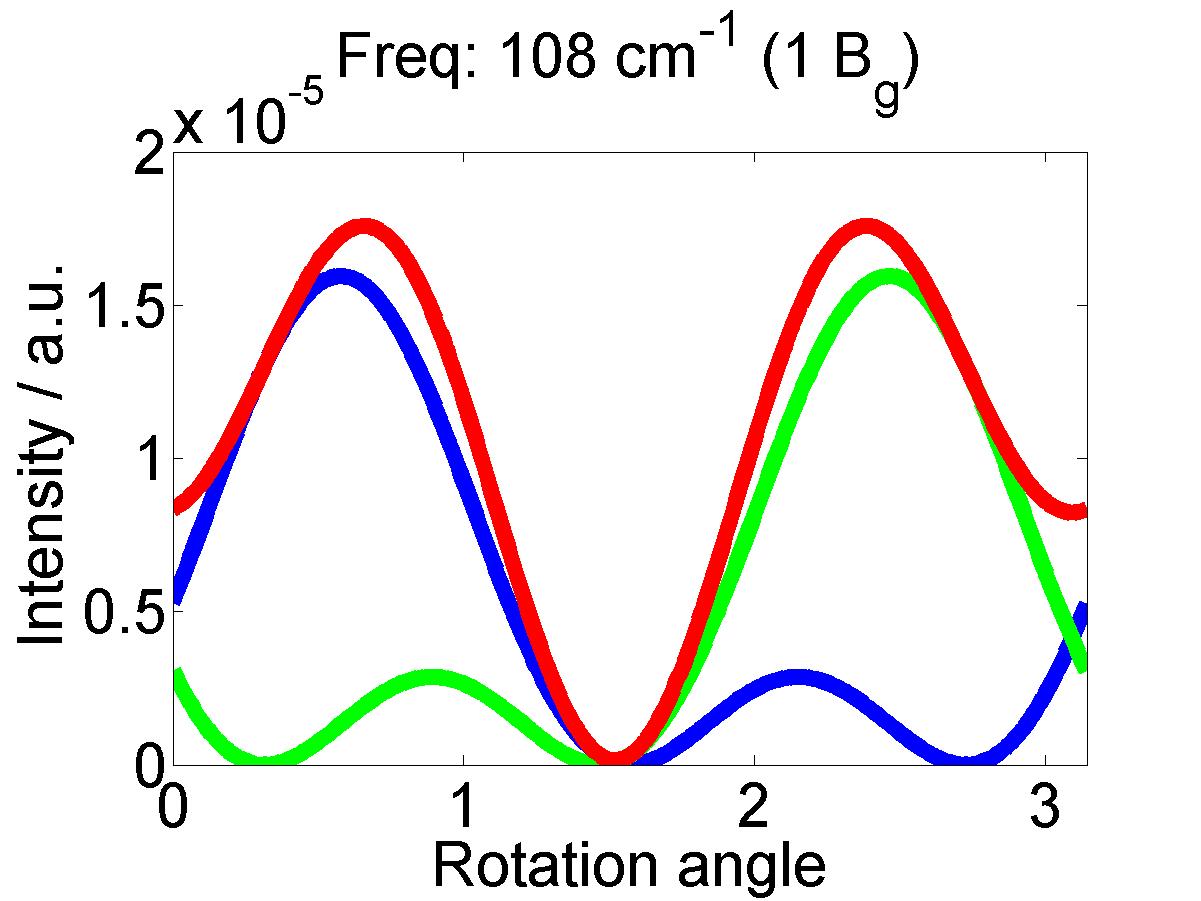 Freq: 108 cm⁻¹ (1 B_g)
x 10⁻⁵
2
1.5
1
0.5
0
0 1 2 3
Intensity / a.u.
Rotation angle